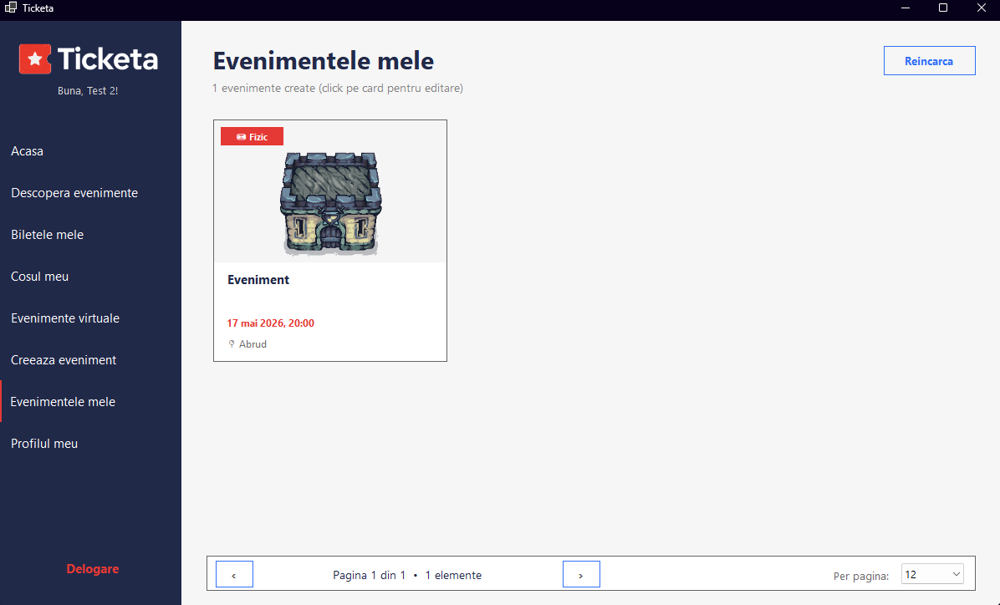 Ticketa
Ticketa
Buna, Test 2!
Acasa
Descopera evenimente
Biletele mele
Cosul meu
Evenimente virtuale
Creeaza eveniment
Evenimentele mele
Profilul meu
Delogare
Evenimentele mele
Reincarca
1 evenimente create (click pe card pentru editare)
Fizic
Eveniment
17 mai 2026, 20:00
Abrud
‹ Pagina 1 din 1 • 1 elemente › Per pagina: 12